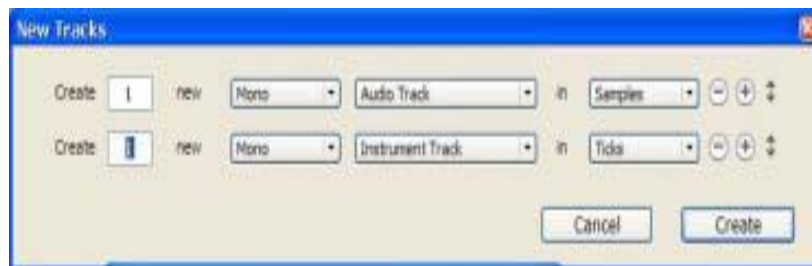 New Tracks
Create 1 new Mono Audio Track in Samples
Create 1 new Mono Instrument Track in Ticks
Cancel Create